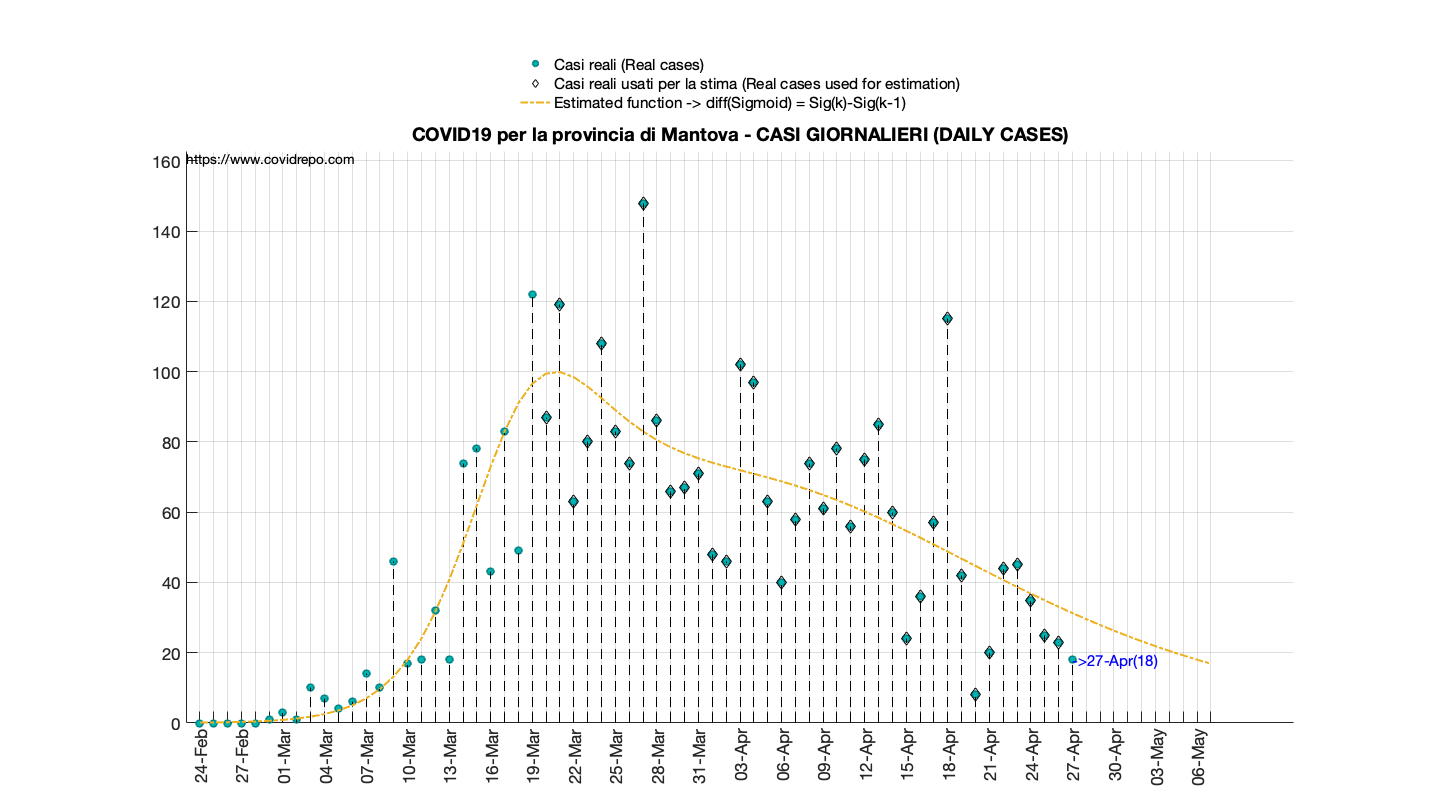 Casi reali (Real cases)
Casi reali usati per la stima (Real cases used for estimation)
Estimated function -> diff(Sigmoid) = Sig(k)-Sig(k-1)
COVID19 per la provincia di Mantova - CASI GIORNALIERI (DAILY CASES)
https://www.covidrepo.com
160
140
120
100
80
60
40
20
0
->27-Apr(18)
24-Feb
27-Feb
01-Mar
04-Mar
07-Mar
10-Mar
13-Mar
16-Mar
19-Mar
22-Mar
25-Mar
28-Mar
31-Mar
03-Apr
06-Apr
09-Apr
12-Apr
15-Apr
18-Apr
21-Apr
24-Apr
27-Apr
30-Apr
03-May
06-May